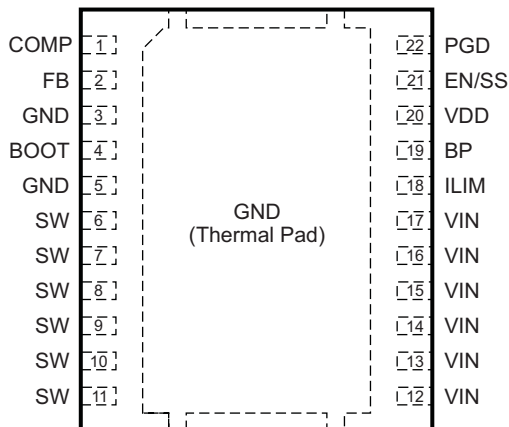 COMP 1 22 PGD
FB 2 21 EN/SS
GND 3 20 VDD
BOOT 4 19 BP
GND 5 18 ILIM
SW 6 GND 17 VIN
SW 7 (Thermal Pad) 16 VIN
SW 8 15 VIN
SW 9 14 VIN
SW 10 13 VIN
SW 11 12 VIN